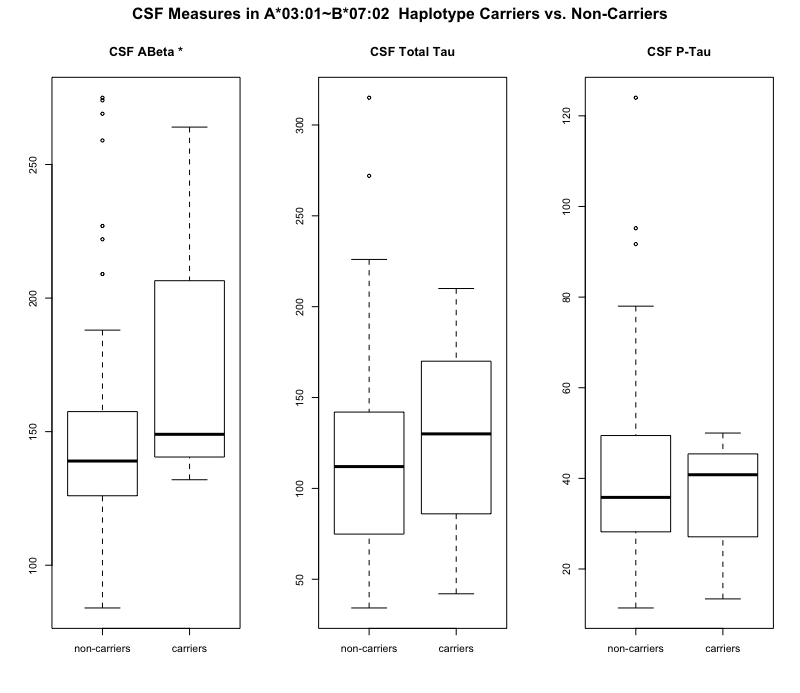 CSF Measures in A*03:01~B*07:02  Haplotype Carriers vs. Non-Carriers
CSF ABeta *
250
200
150
100
non-carriers
carriers
CSF Total Tau
300
250
200
150
100
50
non-carriers
carriers
CSF P-Tau
120
100
80
60
40
20
non-carriers
carriers